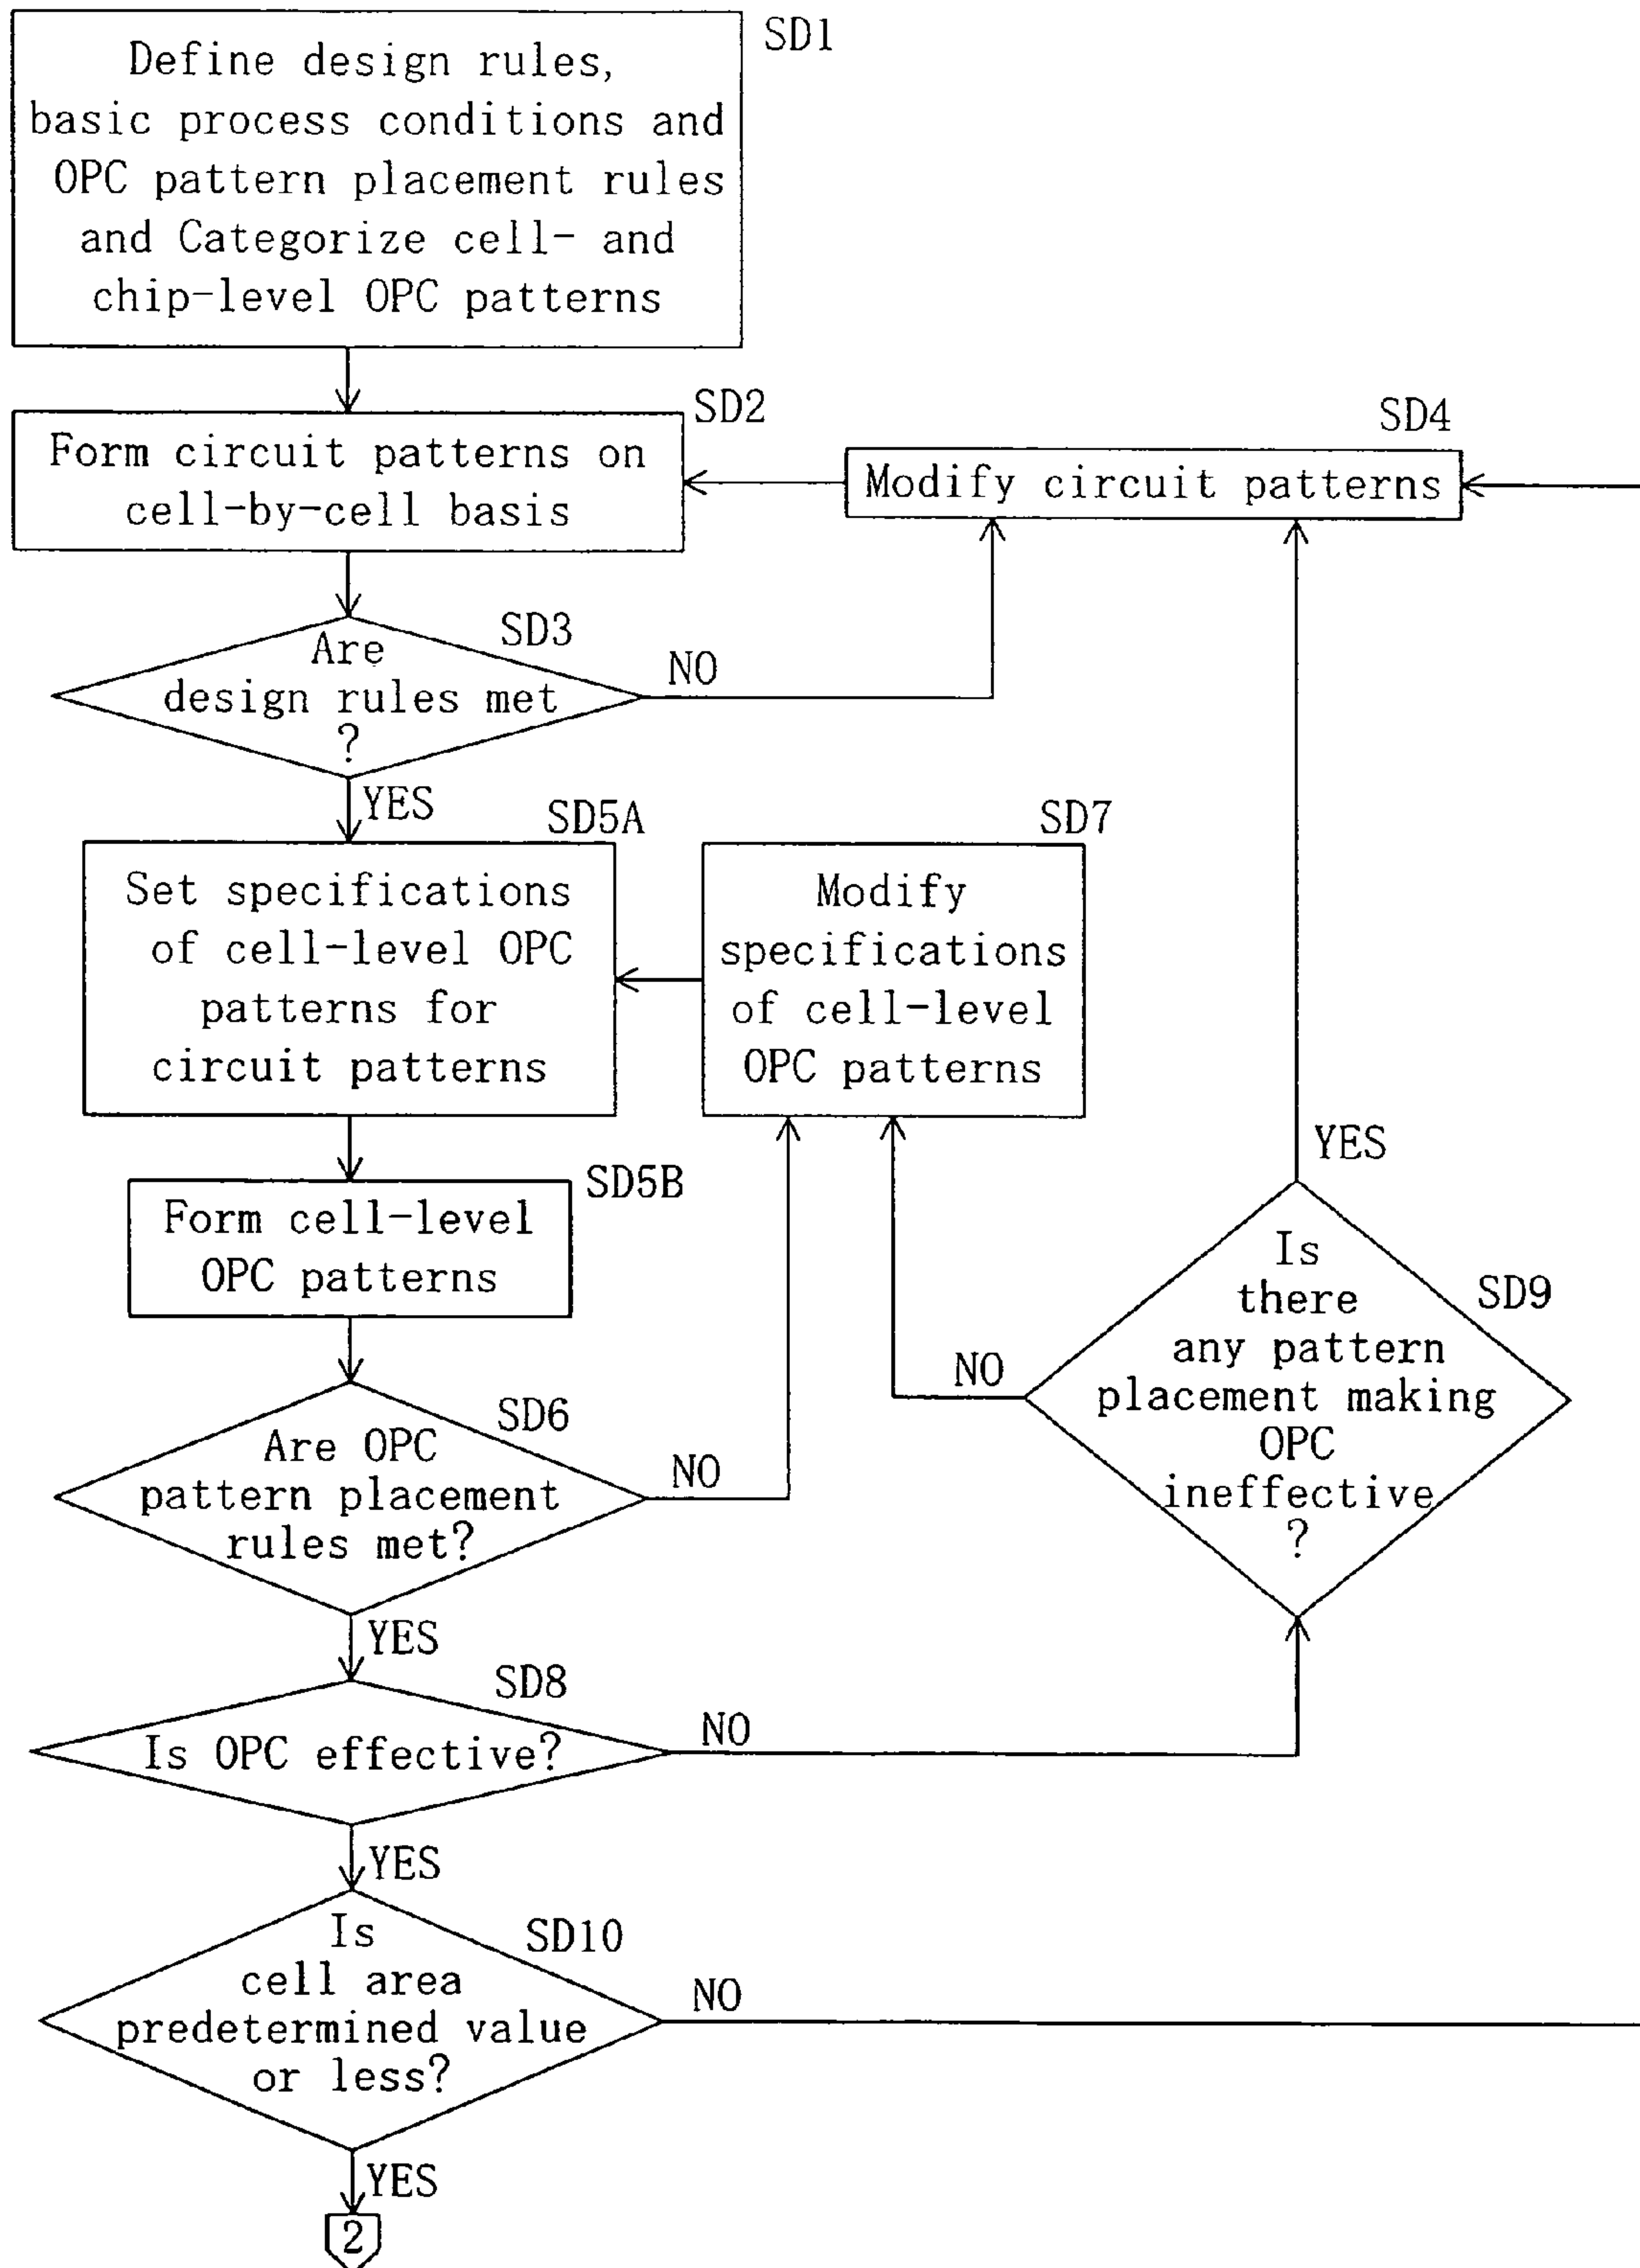 SD1
Define design rules,
basic process conditions and
OPC pattern placement rules
and Categorize cell- and
chip-level OPC patterns
SD2
Form circuit patterns on
cell-by-cell basis
SD4
Modify circuit patterns
SD3
Are
design rules met
?
NO
YES
SD5A
Set specifications
of cell-level OPC
patterns for
circuit patterns
SD7
Modify
specifications
of cell-level
OPC patterns
SD5B
Form cell-level
OPC patterns
YES
SD9
Is
there
any pattern
placement making
OPC
ineffective
?
NO
SD6
Are OPC
pattern placement
rules met?
NO
YES
SD8
Is OPC effective?
NO
YES
SD10
Is
cell area
predetermined value
or less?
NO
YES
2